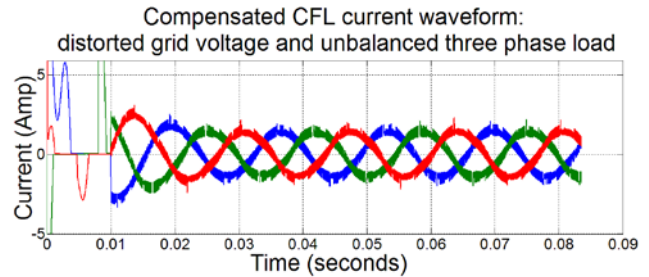 Compensated CFL current waveform:
distorted grid voltage and unbalanced three phase load
Current (Amp)
5
0
-5
0 0.01 0.02 0.03 0.04 0.05 0.06 0.07 0.08 0.09
Time (seconds)